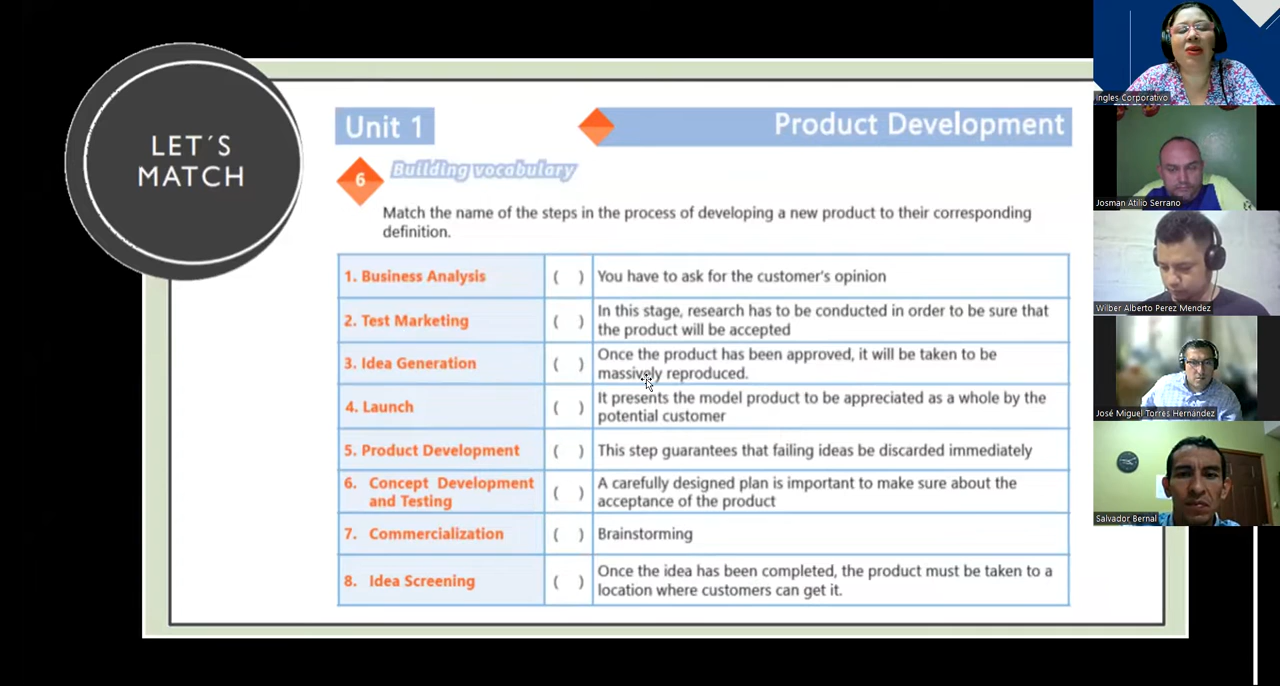 LET´S
MATCH
Unit 1
Product Development
6
Building vocabulary
Match the name of the steps in the process of developing a new product to their corresponding
definition.
1. Business Analysis ( ) You have to ask for the customer's opinion
2. Test Marketing ( ) In this stage, research has to be conducted in order to be sure that
the product will be accepted
3. Idea Generation ( ) Once the product has been approved, it will be taken to be
massively reproduced.
4. Launch ( ) It presents the model product to be appreciated as a whole by the
potential customer
5. Product Development ( ) This step guarantees that failing ideas be discarded immediately
6. Concept Development
and Testing ( ) A carefully designed plan is important to make sure about the
acceptance of the product
7. Commercialization ( ) Brainstorming
8. Idea Screening ( ) Once the idea has been completed, the product must be taken to a
location where customers can get it.
Ingles Corporativo
Josman Atilio Serrano
Wilber Alberto Perez Mendez
José Miguel Torres Hernandez
Salvador Bernal